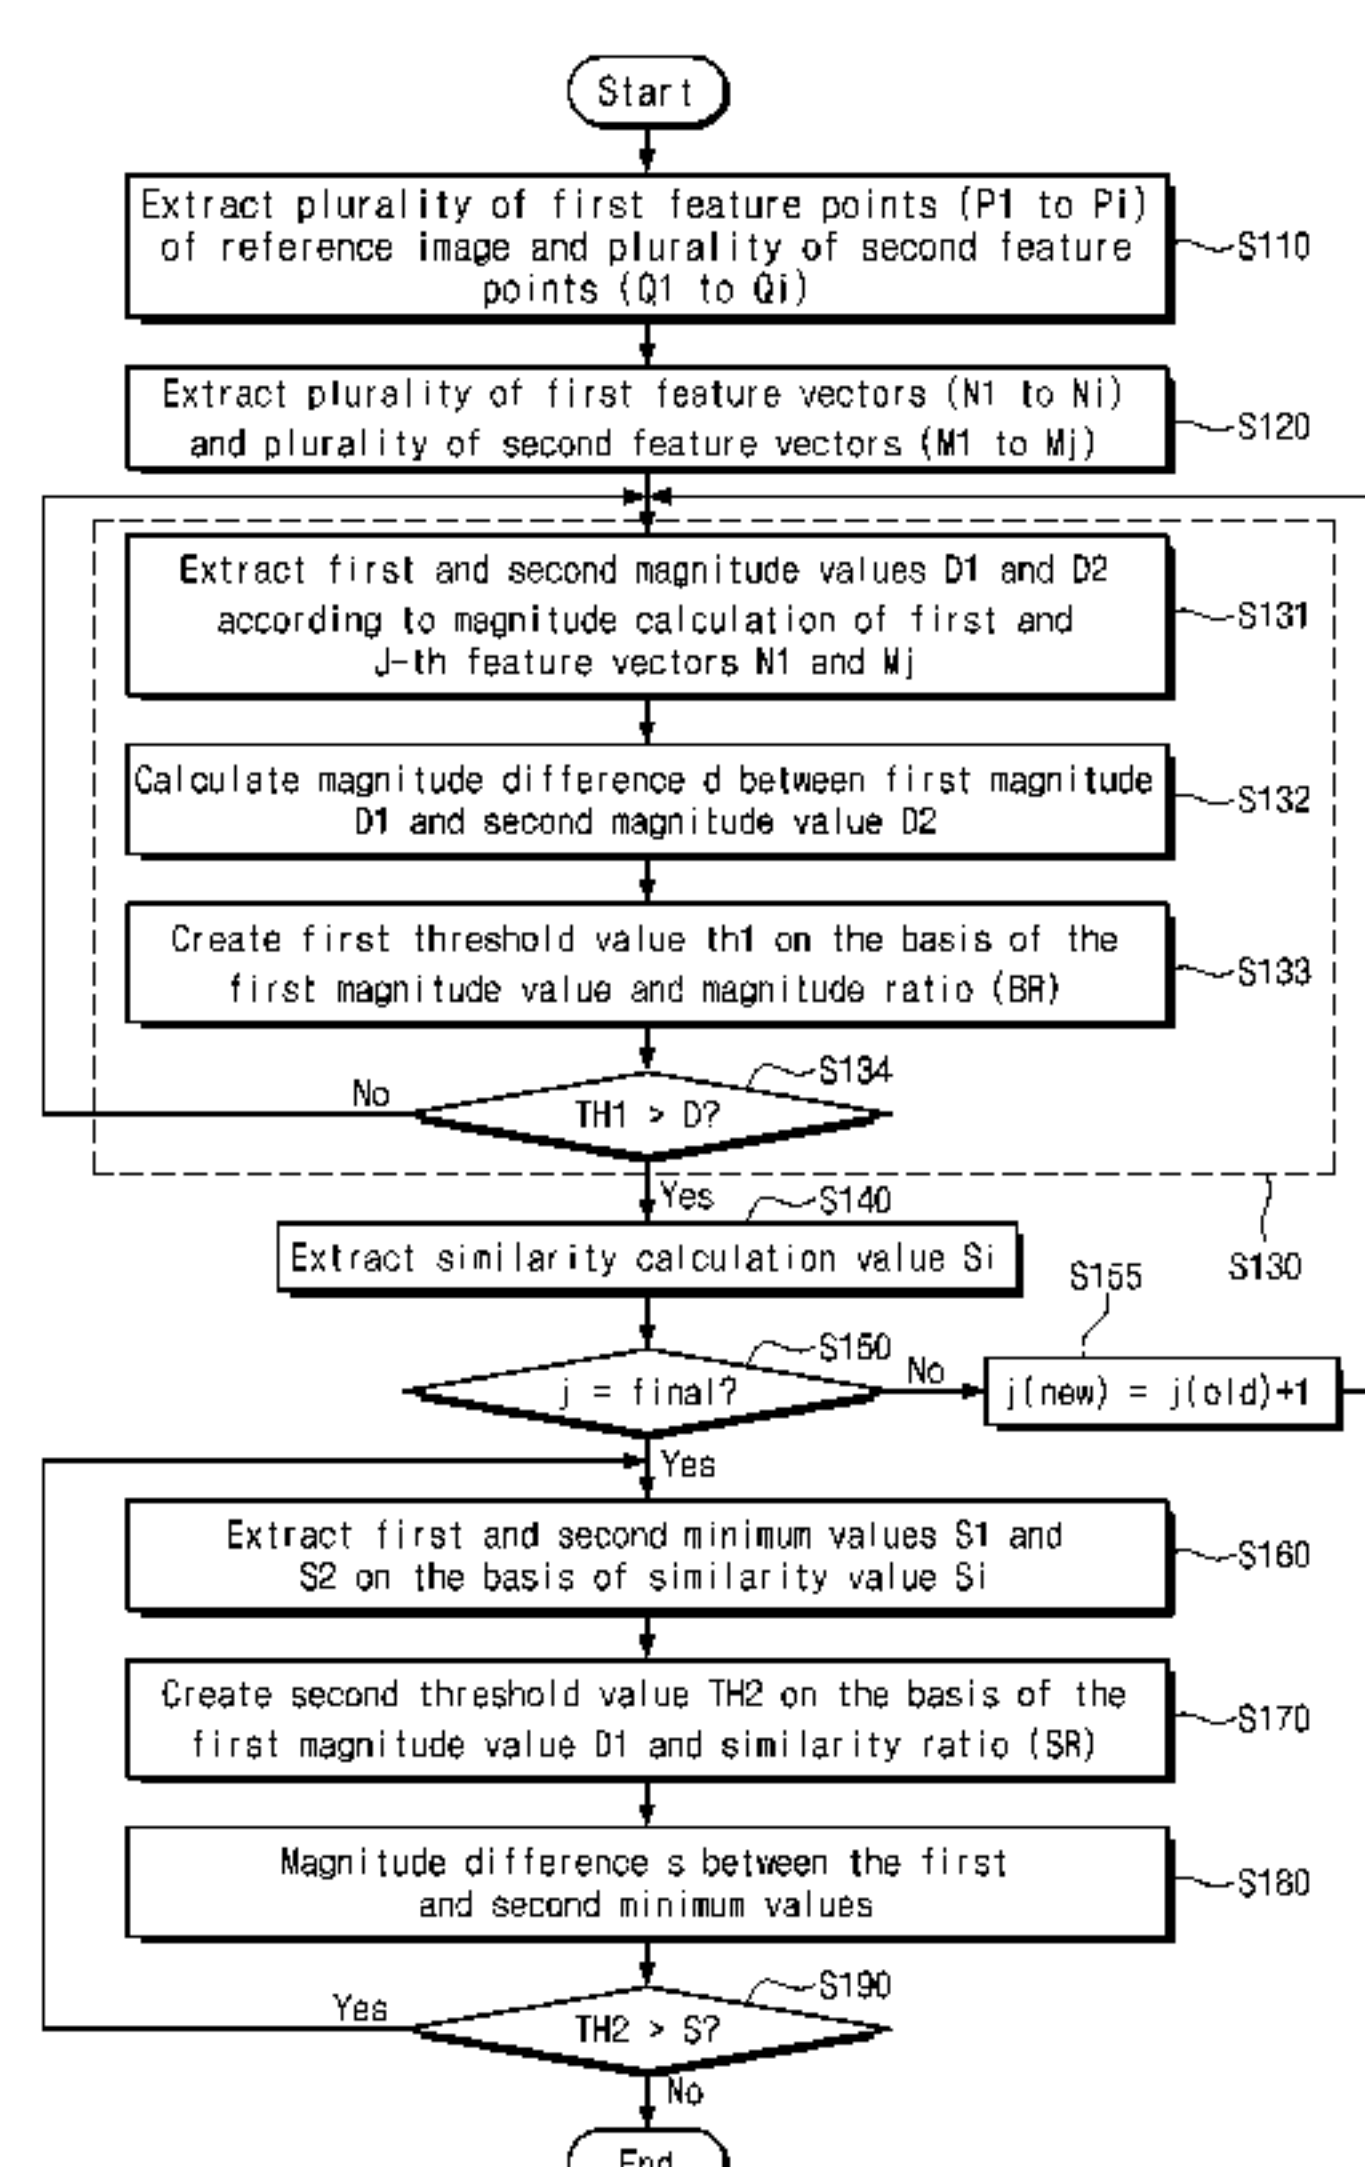 Start
Extract plurality of first feature points (P1 to Pi)
of reference image and plurality of second feature
points (Q1 to Qi)
S110
Extract plurality of first feature vectors (N1 to Ni)
and plurality of second feature vectors (M1 to Mj)
S120
Extract first and second magnitude values D1 and D2
according to magnitude calculation of first and
J-th feature vectors N1 and Mj
S131
Calculate magnitude difference d between first magnitude
D1 and second magnitude value D2
S132
Create first threshold value th1 on the basis of the
first magnitude value and magnitude ratio (BR)
S133
S134
No
TH1 > D?
Yes
S140
S130
Extract similarity calculation value Si
S155
S150
No
j = final?
j(new) = j(old)+1
Yes
Extract first and second minimum values S1 and
S2 on the basis of similarity value Si
S160
Create second threshold value TH2 on the basis of the
first magnitude value D1 and similarity ratio (SR)
S170
Magnitude difference s between the first
and second minimum values
S180
S190
Yes
TH2 > S?
No
End